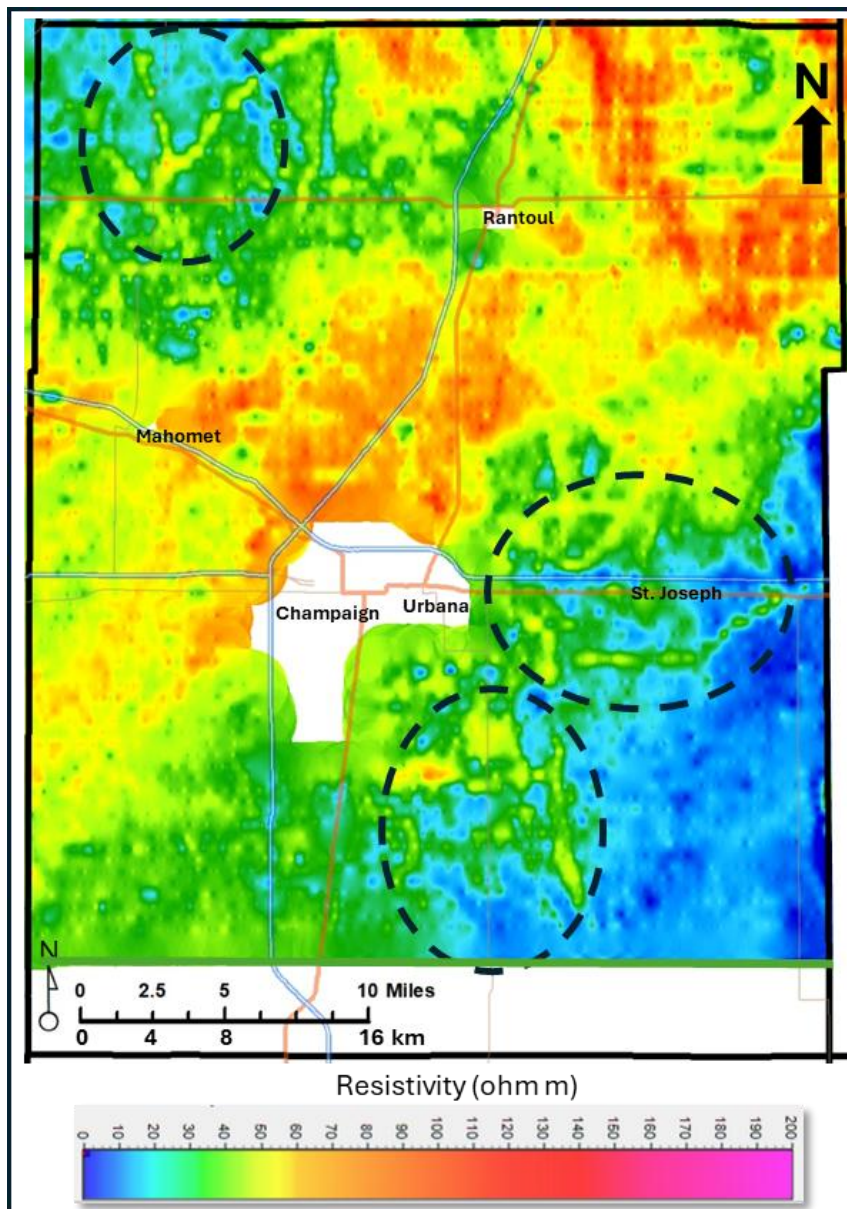 N
Rantoul
Mahomet
St. Joseph
Champaign
Urbana
N
0 2.5 5 10 Miles
0 4 8 16 km
Resistivity (ohm m)
0 10 20 30 40 50 60 70 80 90 100 110 120 130 140 150 160 170 180 190 200